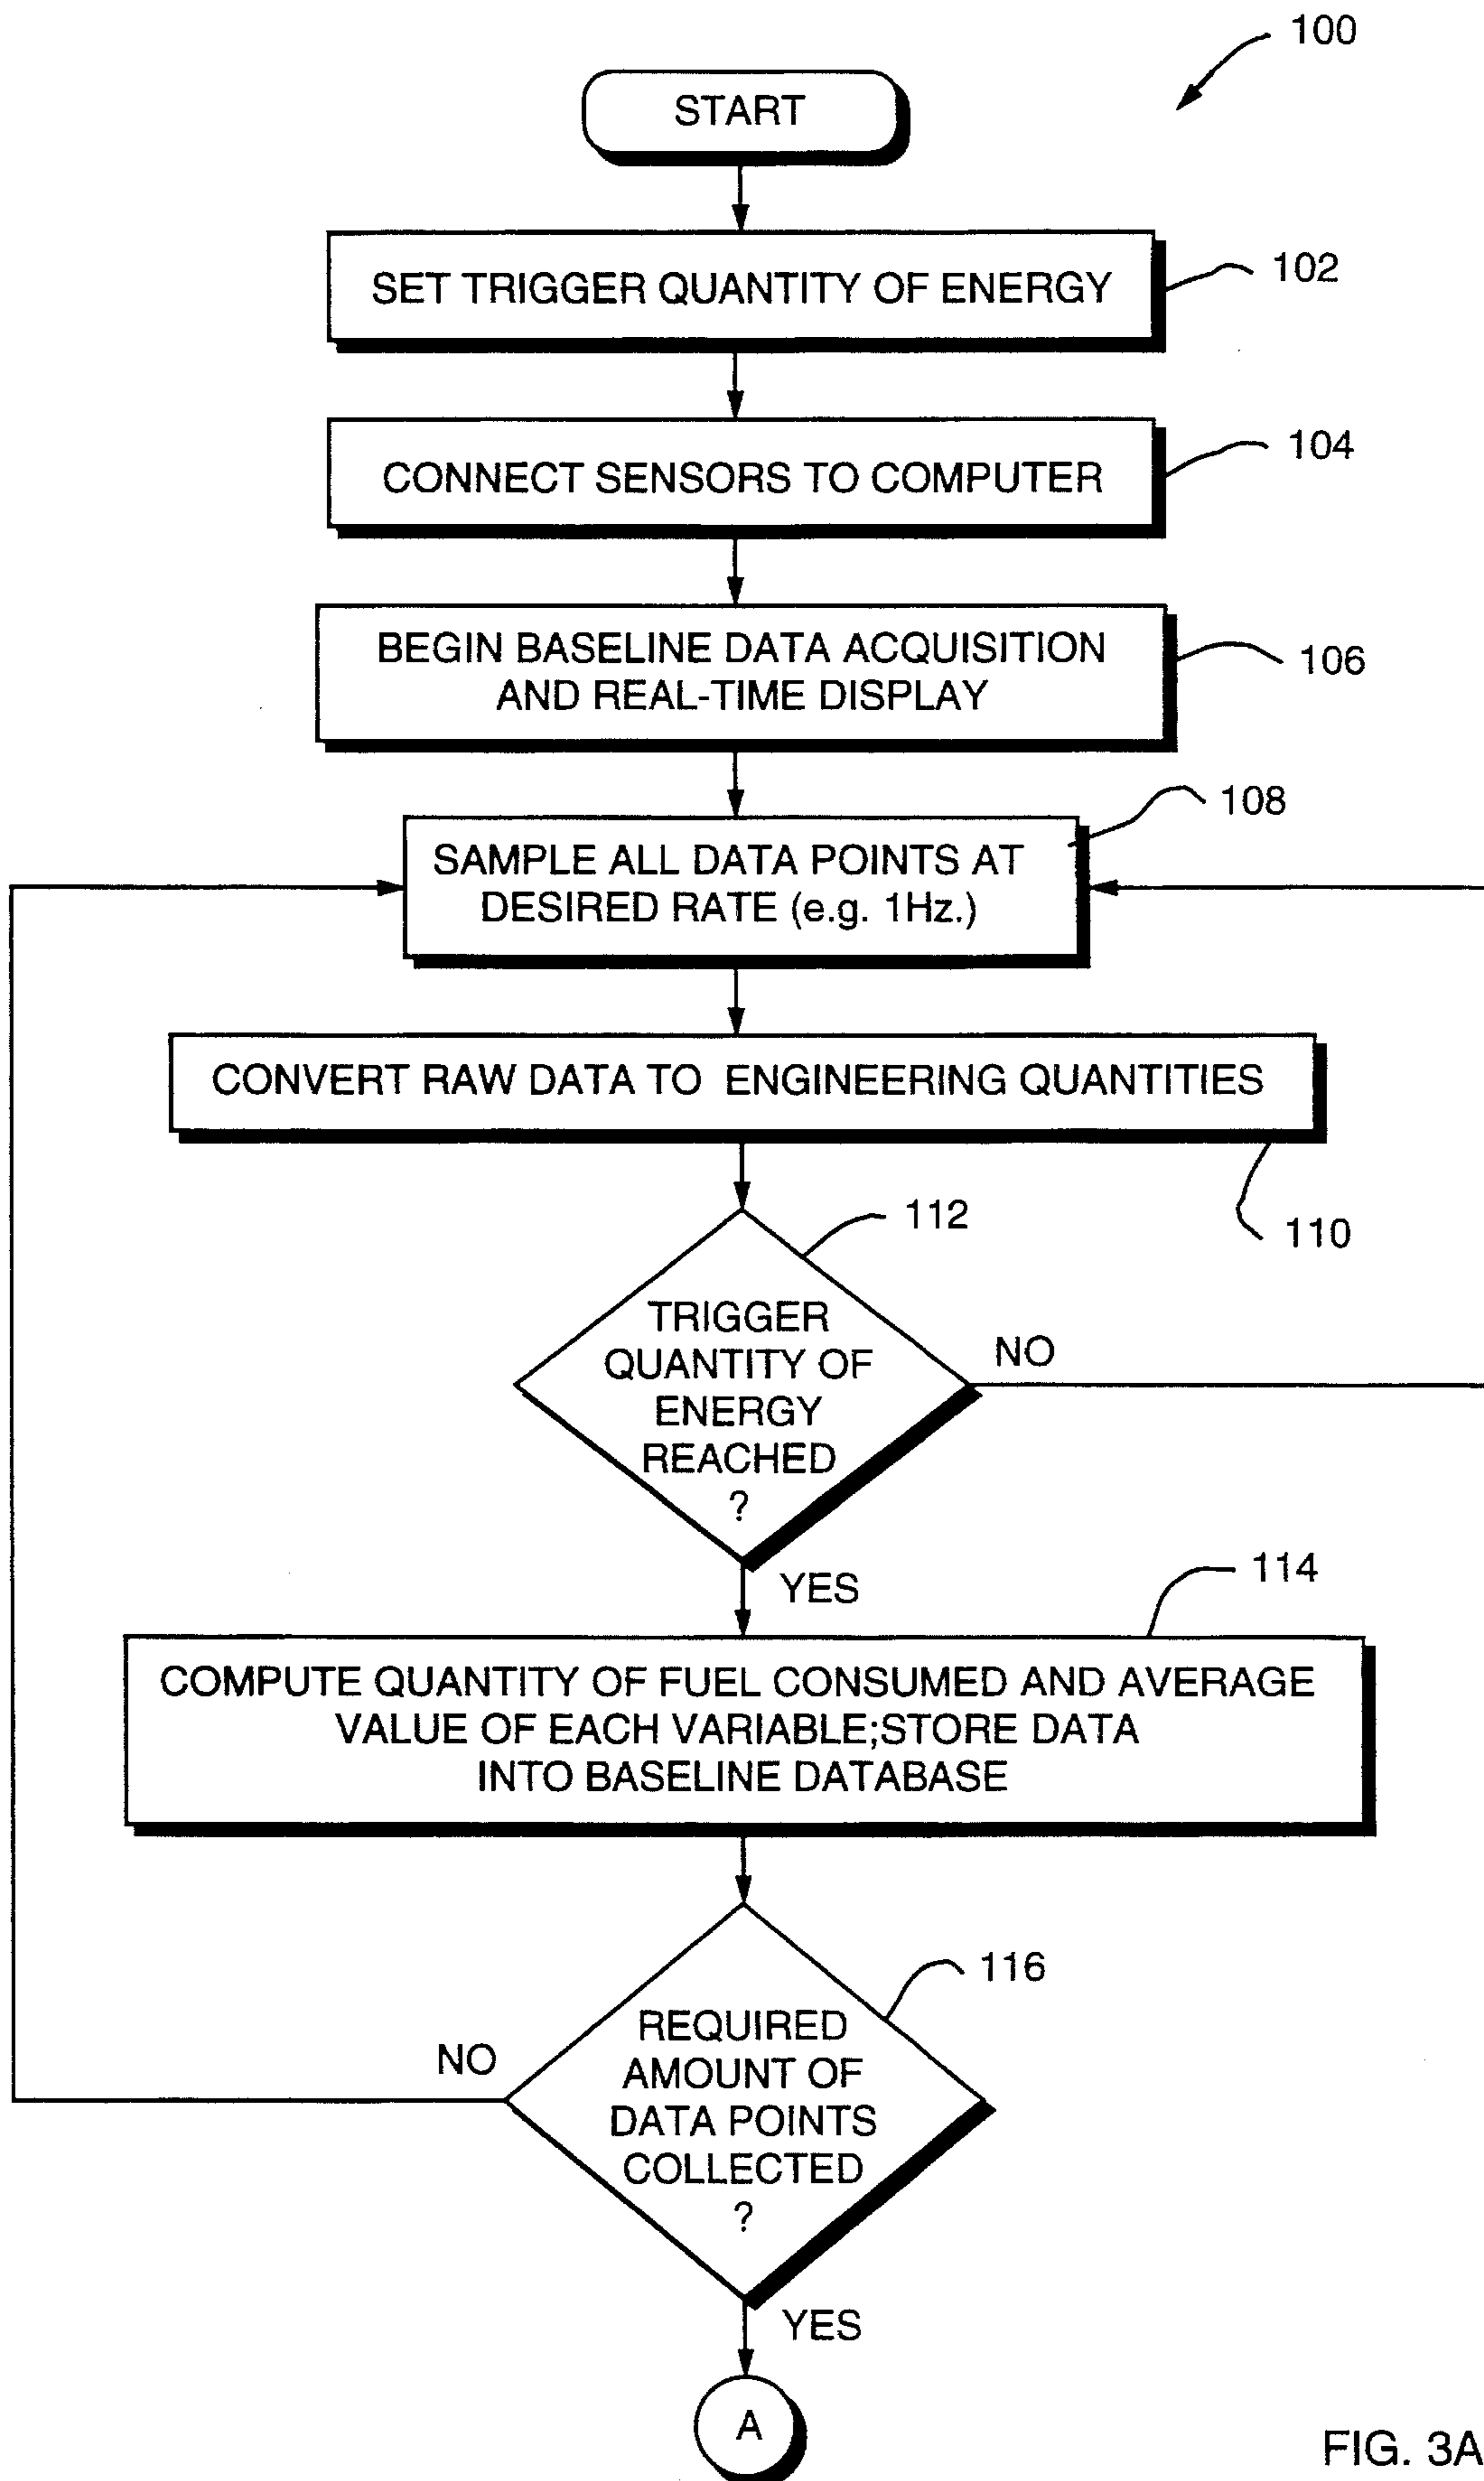 100
START
SET TRIGGER QUANTITY OF ENERGY
102
CONNECT SENSORS TO COMPUTER
104
BEGIN BASELINE DATA ACQUISITION
AND REAL-TIME DISPLAY
106
108
SAMPLE ALL DATA POINTS AT
DESIRED RATE (e.g. 1Hz.)
CONVERT RAW DATA TO ENGINEERING QUANTITIES
110
112
TRIGGER
QUANTITY OF
ENERGY
REACHED
?
NO
YES
114
COMPUTE QUANTITY OF FUEL CONSUMED AND AVERAGE
VALUE OF EACH VARIABLE;STORE DATA
INTO BASELINE DATABASE
116
REQUIRED
AMOUNT OF
DATA POINTS
COLLECTED
?
NO
YES
A
FIG. 3A